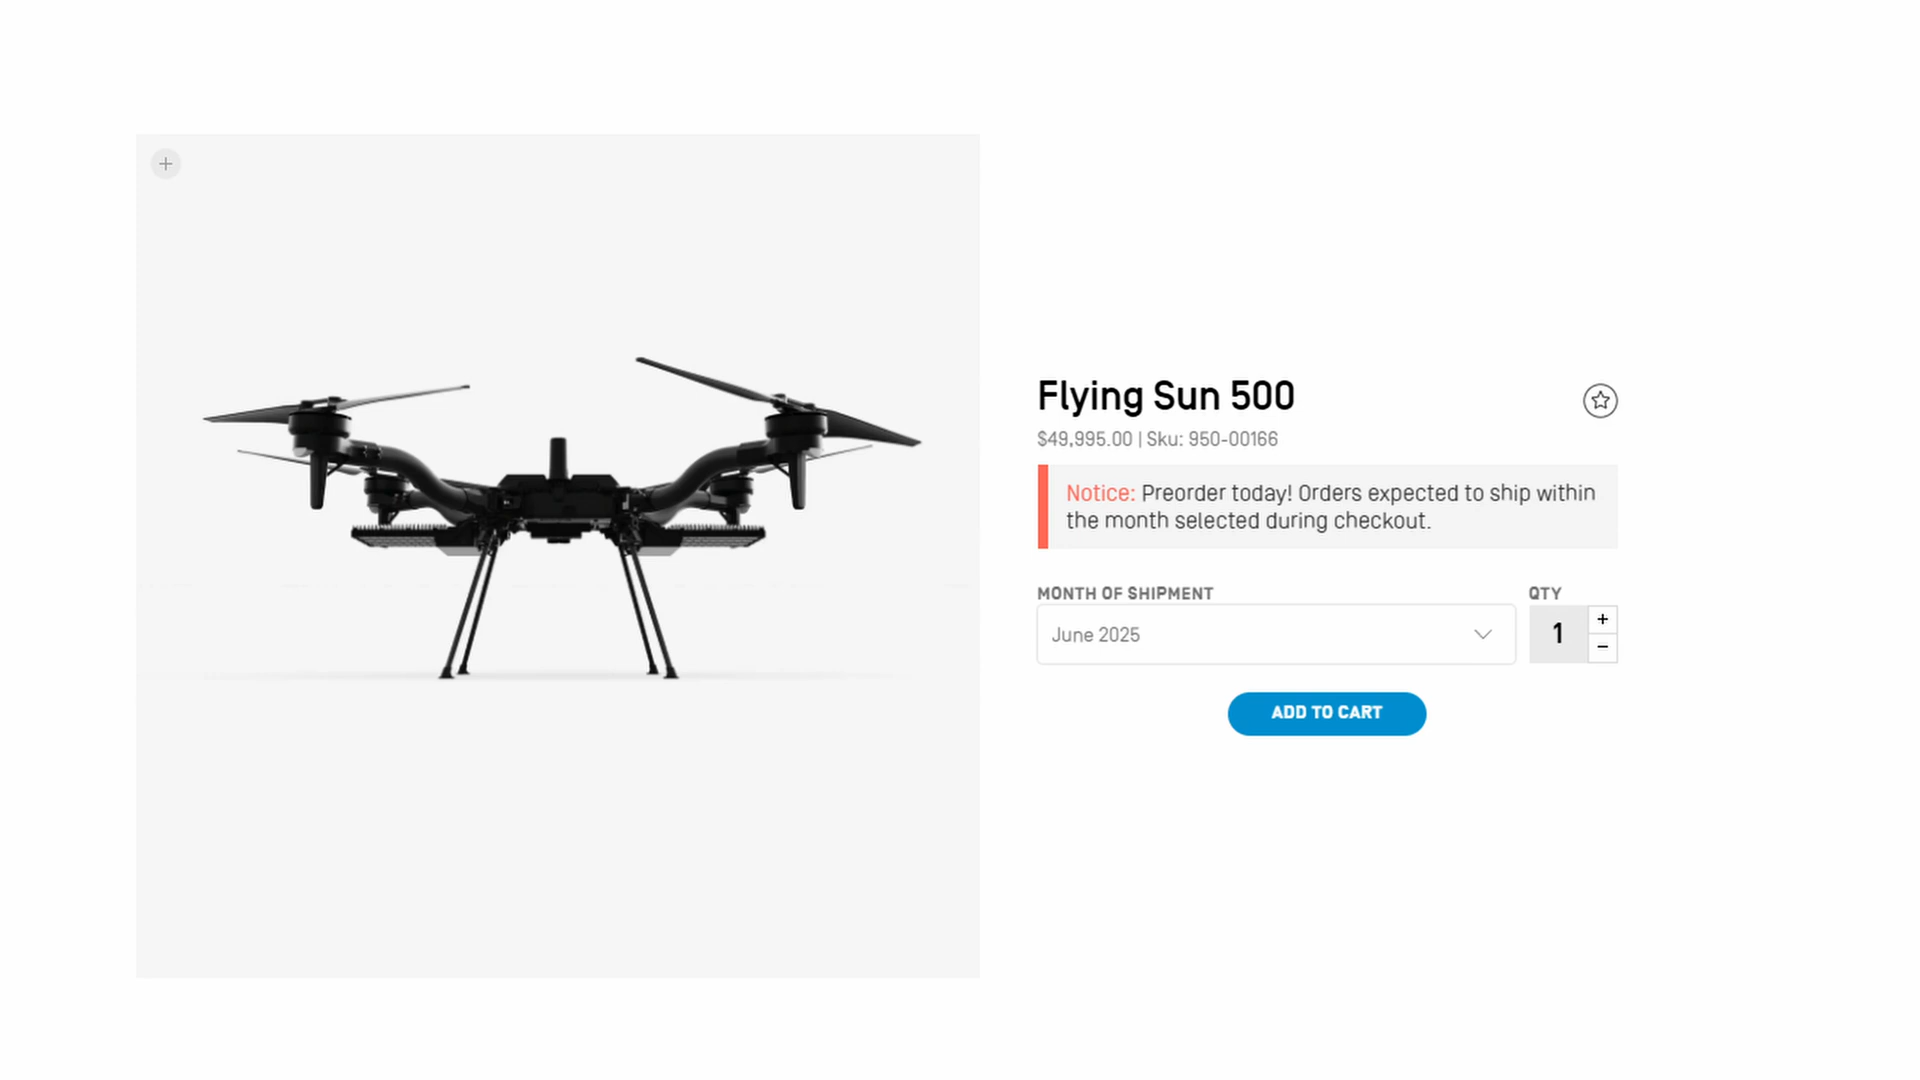 Flying Sun 500
$49,995.00 | Sku: 950-00166
Notice: Preorder today! Orders expected to ship within
the month selected during checkout.
MONTH OF SHIPMENT
QTY
June 2025
1
+
−
ADD TO CART